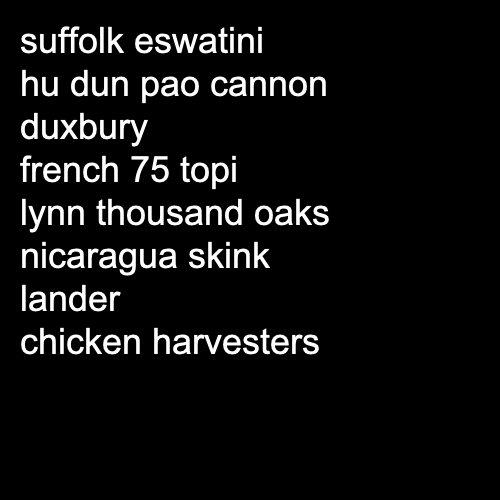 suffolk eswatini
hu dun pao cannon
duxbury
french 75 topi
lynn thousand oaks
nicaragua skink
lander
chicken harvesters